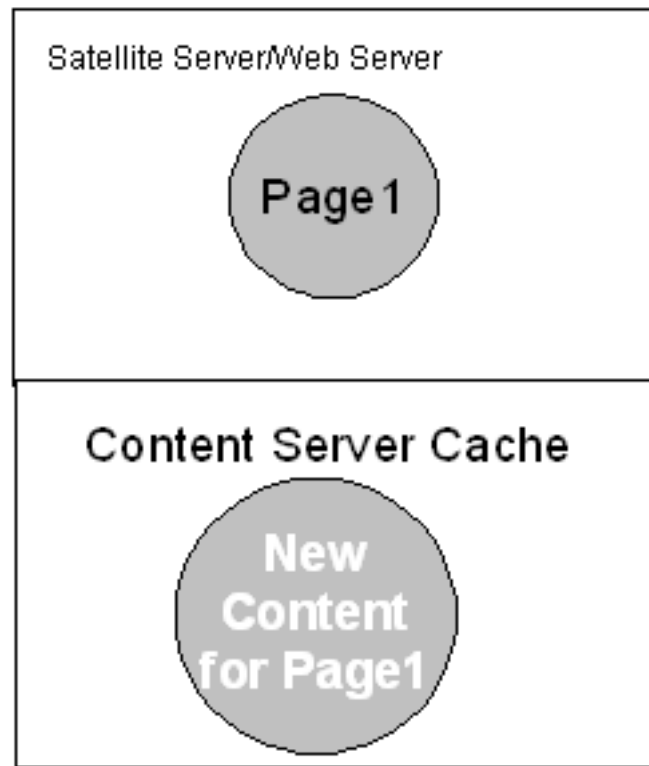 Satellite Server/Web Server
Page1
Content Server Cache
New
Content
for Page1